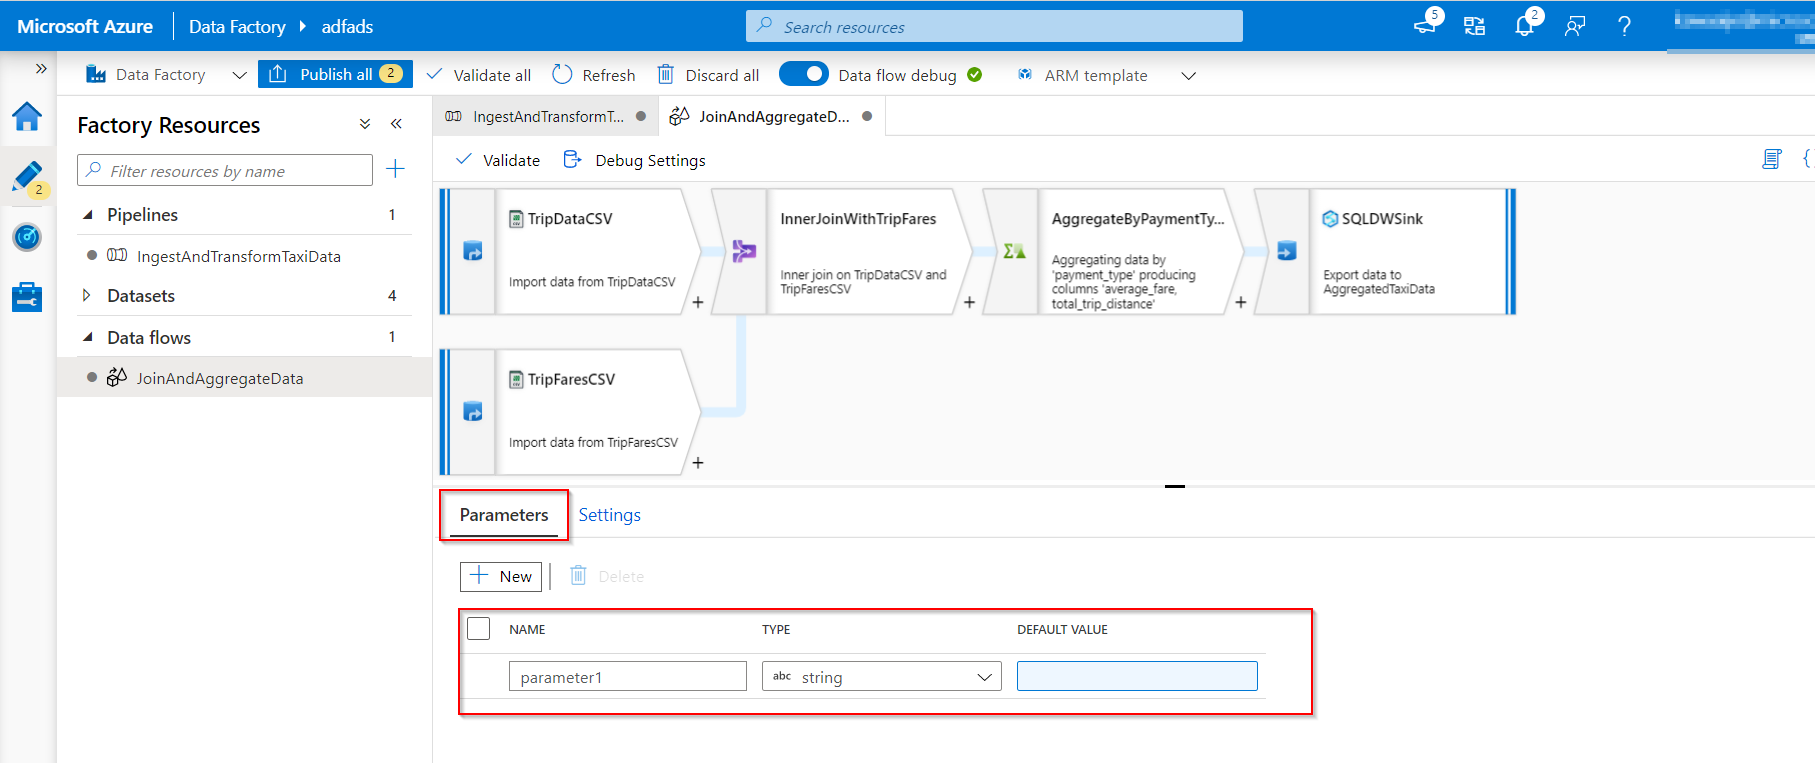 Microsoft Azure
Data Factory
adfads
Search resources
5
2
Data Factory
Publish all
2
Validate all
Refresh
Discard all
Data flow debug
ARM template
2
Factory Resources
Filter resources by name
Pipelines 1
IngestAndTransformTaxiData
Datasets 4
Data flows 1
JoinAndAggregateData
IngestAndTransformT...
JoinAndAggregateD...
Validate
Debug Settings
TripDataCSV
Import data from TripDataCSV
+
InnerJoinWithTripFares
Inner join on TripDataCSV and
TripFaresCSV
+
AggregateByPaymentTy...
Aggregating data by
'payment_type' producing
columns 'average_fare,
total_trip_distance'
+
SQLDWSink
Export data to
AggregatedTaxiData
TripFaresCSV
Import data from TripFaresCSV
+
Parameters
Settings
New
Delete
NAME TYPE DEFAULT VALUE
parameter1 abc string